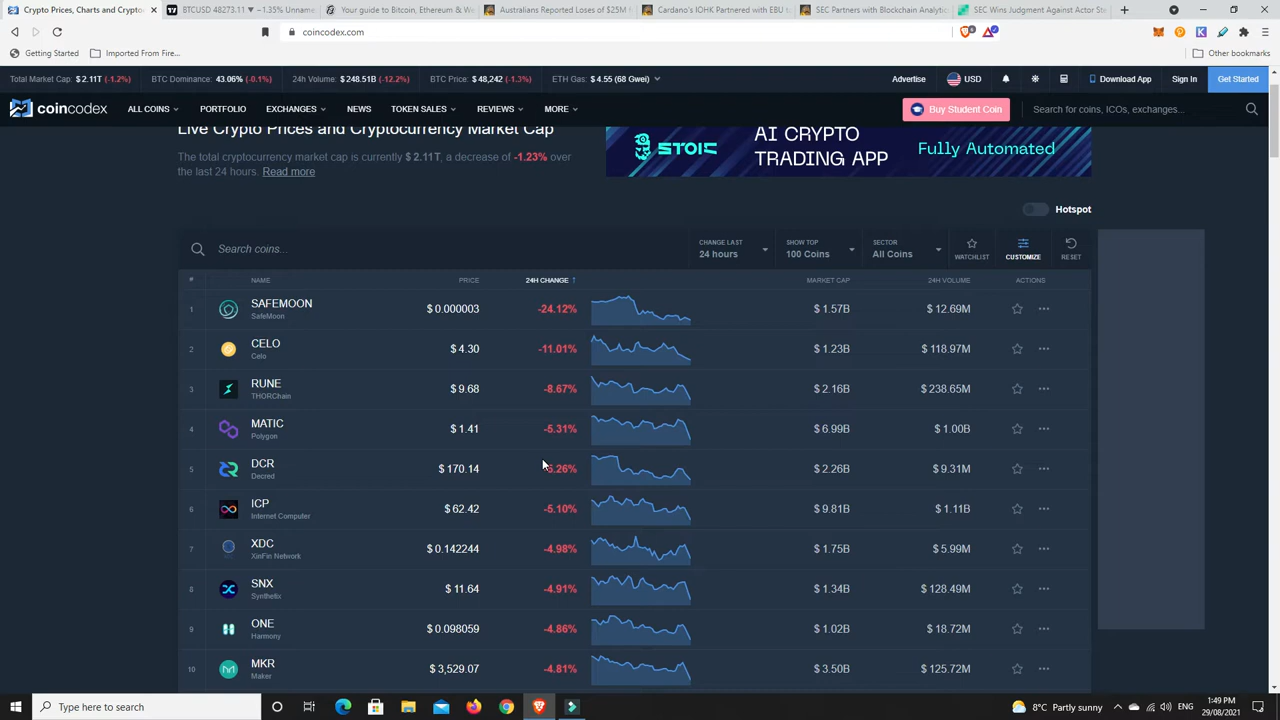 Crypto Prices, Charts and Cryptoc
BTCUSD 48273.11 ▼ −1.35% Unname
Your guide to Bitcoin, Ethereum & We
Australians Reported Loses of $25M f
Cardano's IOHK Partnered with EBU t
SEC Partners with Blockchain Analytic
SEC Wins Judgment Against Actor Ste
coincodex.com
Getting Started
Imported From Fire...
Other bookmarks
Total Market Cap: $ 2.11T (-1.2%)
BTC Dominance: 43.06% (-0.1%)
24h Volume: $ 248.51B (-12.2%)
BTC Price: $ 48,242 (-1.3%)
ETH Gas: $ 4.55 (68 Gwei)
Advertise
USD
Download App
Sign In
Get Started
coincodex
ALL COINS
PORTFOLIO
EXCHANGES
NEWS
TOKEN SALES
REVIEWS
MORE
Buy Student Coin
Search for coins, ICOs, exchanges...
Live Crypto Prices and Cryptocurrency Market Cap
The total cryptocurrency market cap is currently $ 2.11T, a decrease of -1.23% over
the last 24 hours. Read more
STOIC
AI CRYPTO
TRADING APP
Fully Automated
Hotspot
Search coins...
CHANGE LAST
24 hours
SHOW TOP
100 Coins
SECTOR
All Coins
WATCHLIST
CUSTOMIZE
RESET
# NAME PRICE 24H CHANGE ↑ MARKET CAP 24H VOLUME ACTIONS
1 SAFEMOON $ 0.000003 -24.12% $ 1.57B $ 12.69M
SafeMoon
2 CELO $ 4.30 -11.01% $ 1.23B $ 118.97M
Celo
3 RUNE $ 9.68 -8.67% $ 2.16B $ 238.65M
THORChain
4 MATIC $ 1.41 -5.31% $ 6.99B $ 1.00B
Polygon
5 DCR $ 170.14 5.26% $ 2.26B $ 9.31M
Decred
6 ICP $ 62.42 -5.10% $ 9.81B $ 1.11B
Internet Computer
7 XDC $ 0.142244 -4.98% $ 1.75B $ 5.99M
XinFin Network
8 SNX $ 11.64 -4.91% $ 1.34B $ 128.49M
Synthetix
9 ONE $ 0.098059 -4.86% $ 1.02B $ 18.72M
Harmony
10 MKR $ 3,529.07 -4.81% $ 3.50B $ 125.72M
Maker
Type here to search
8°C Partly sunny
1:49 PM
29/08/2021